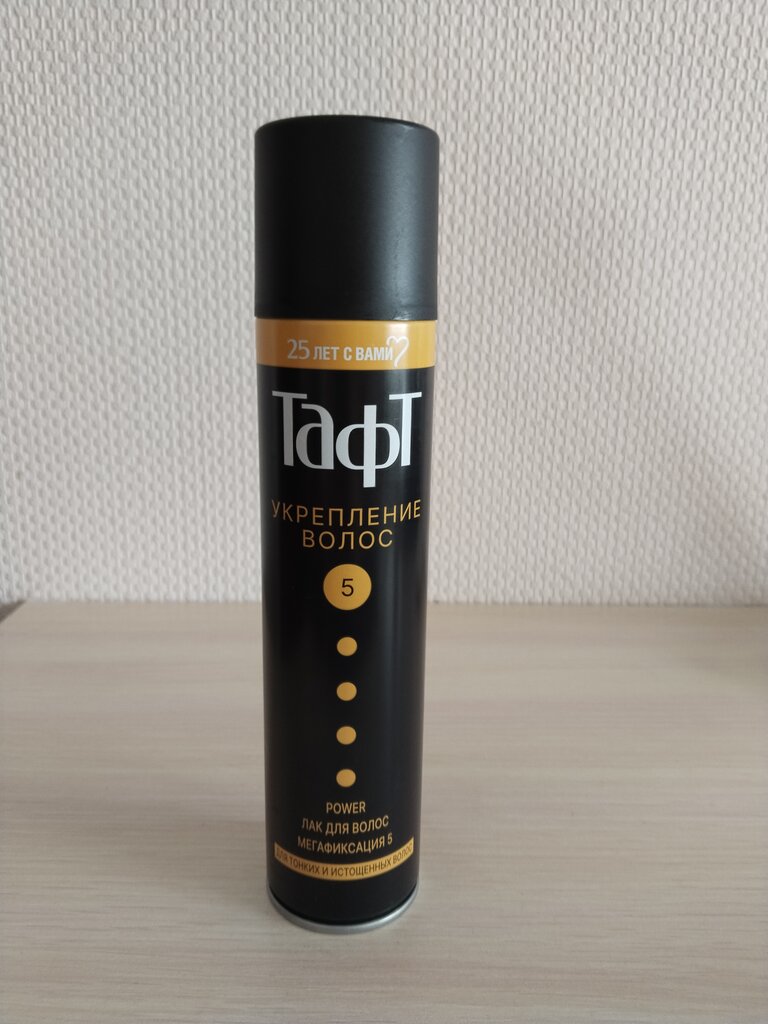 25 ЛЕТ С ВАМИ
Тафт
УКРЕПЛЕНИЕ
ВОЛОС
5
POWER
ЛАК ДЛЯ ВОЛОС
МЕГАФИКСАЦИЯ 5
ДЛЯ ТОНКИХ И ИСТОЩЕННЫХ ВОЛОС